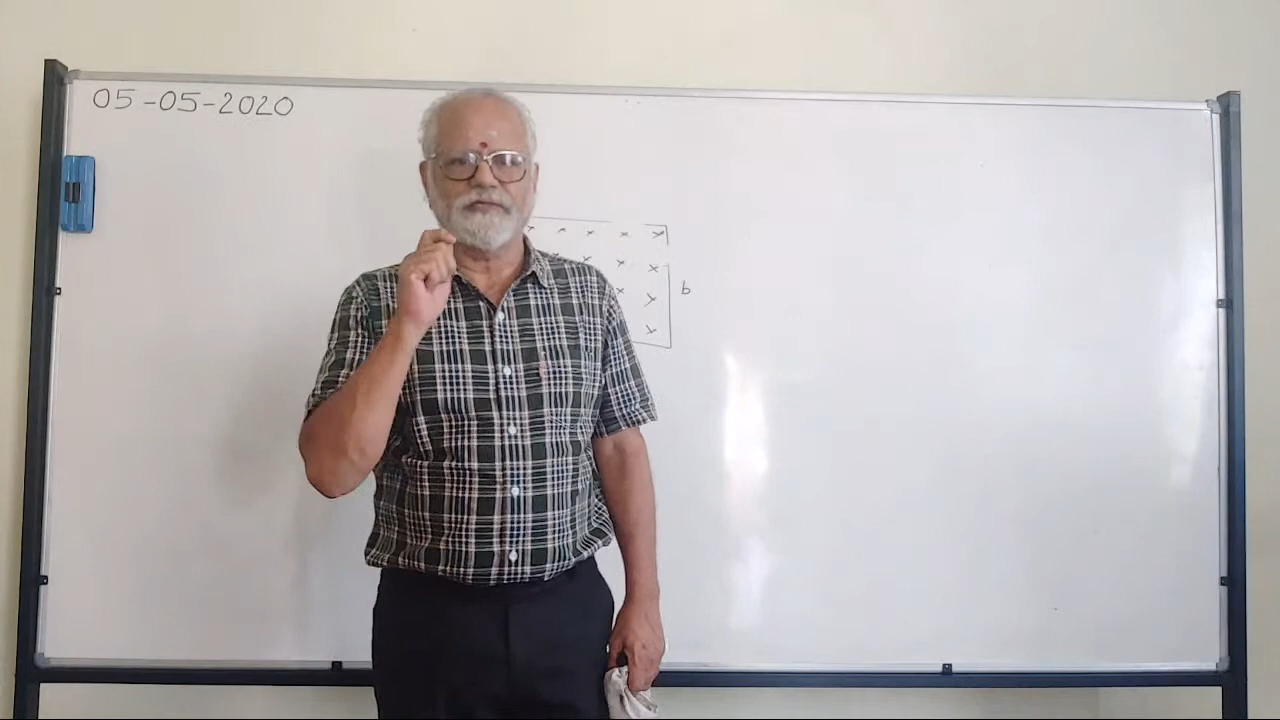 05-05-2020
x x x x x
x x x x
x x
x
b